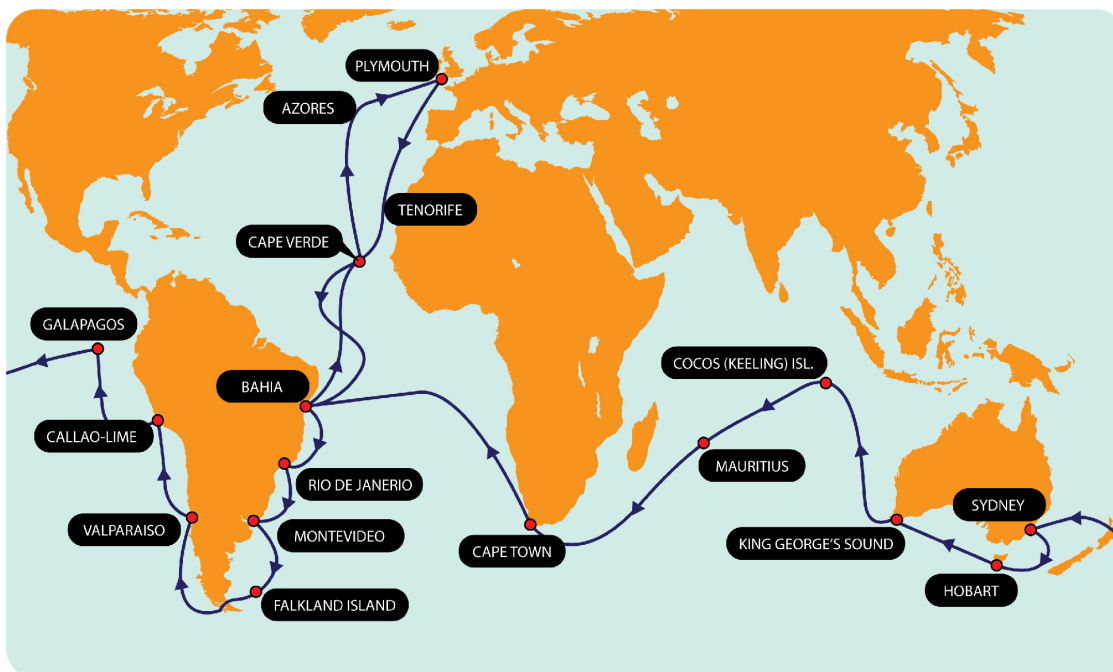 PLYMOUTH
AZORES
TENORIFE
CAPE VERDE
GALAPAGOS
COCOS (KEELING) ISL.
BAHIA
CALLAO-LIME
MAURITIUS
RIO DE JANERIO
SYDNEY
VALPARAISO
MONTEVIDEO
CAPE TOWN
KING GEORGE'S SOUND
HOBART
FALKLAND ISLAND